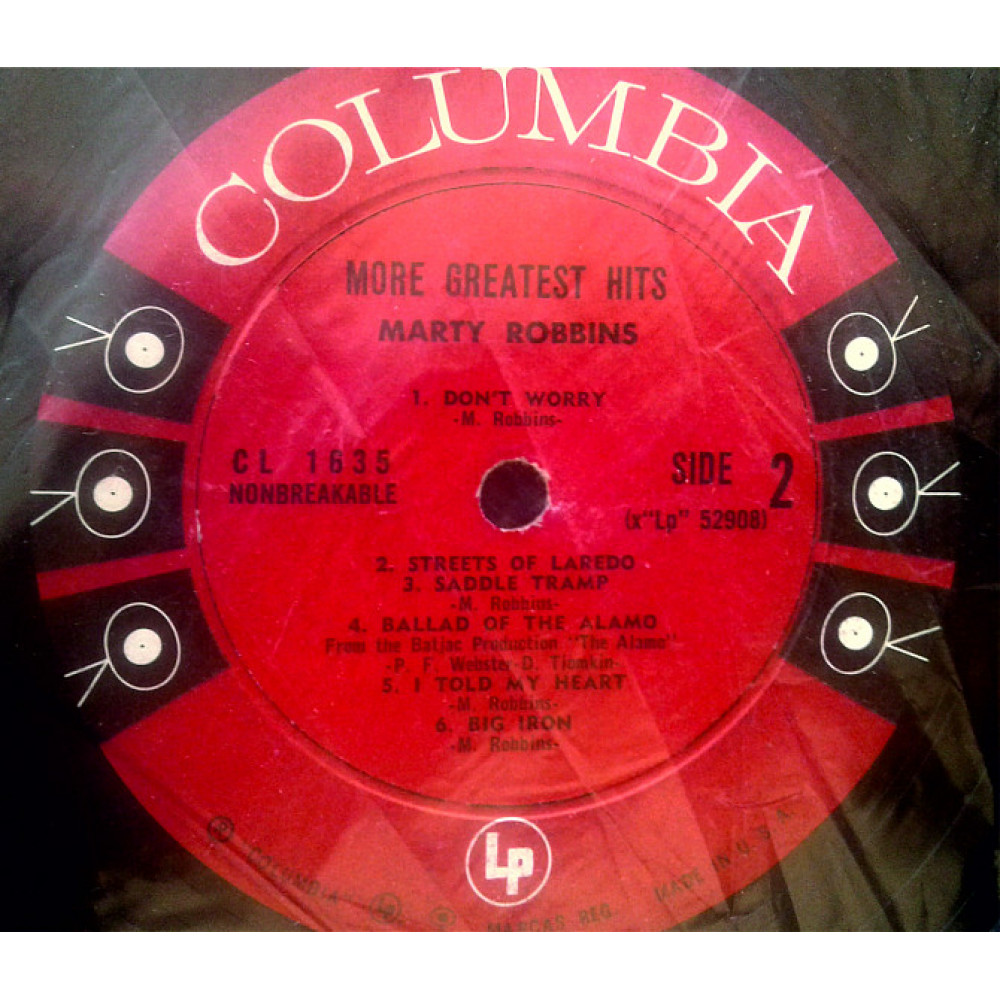 COLUMBIA
MORE GREATEST HITS
MARTY ROBBINS
1. DON'T WORRY
-M. Robbins-
CL 1635
NONBREAKABLE
SIDE 2
(x"Lp" 52908)
2. STREETS OF LAREDO
3. SADDLE TRAMP
-M. Robbins-
4. BALLAD OF THE ALAMO
From the Batjac Production "The Alamo"
-P. F. Webster-D. Tiomkin-
5. I TOLD MY HEART
-M. Robbins-
6. BIG IRON
-M. Robbins-
Lp
® "COLUMBIA" Lp ® MARCAS REG. MADE IN U.S.A.